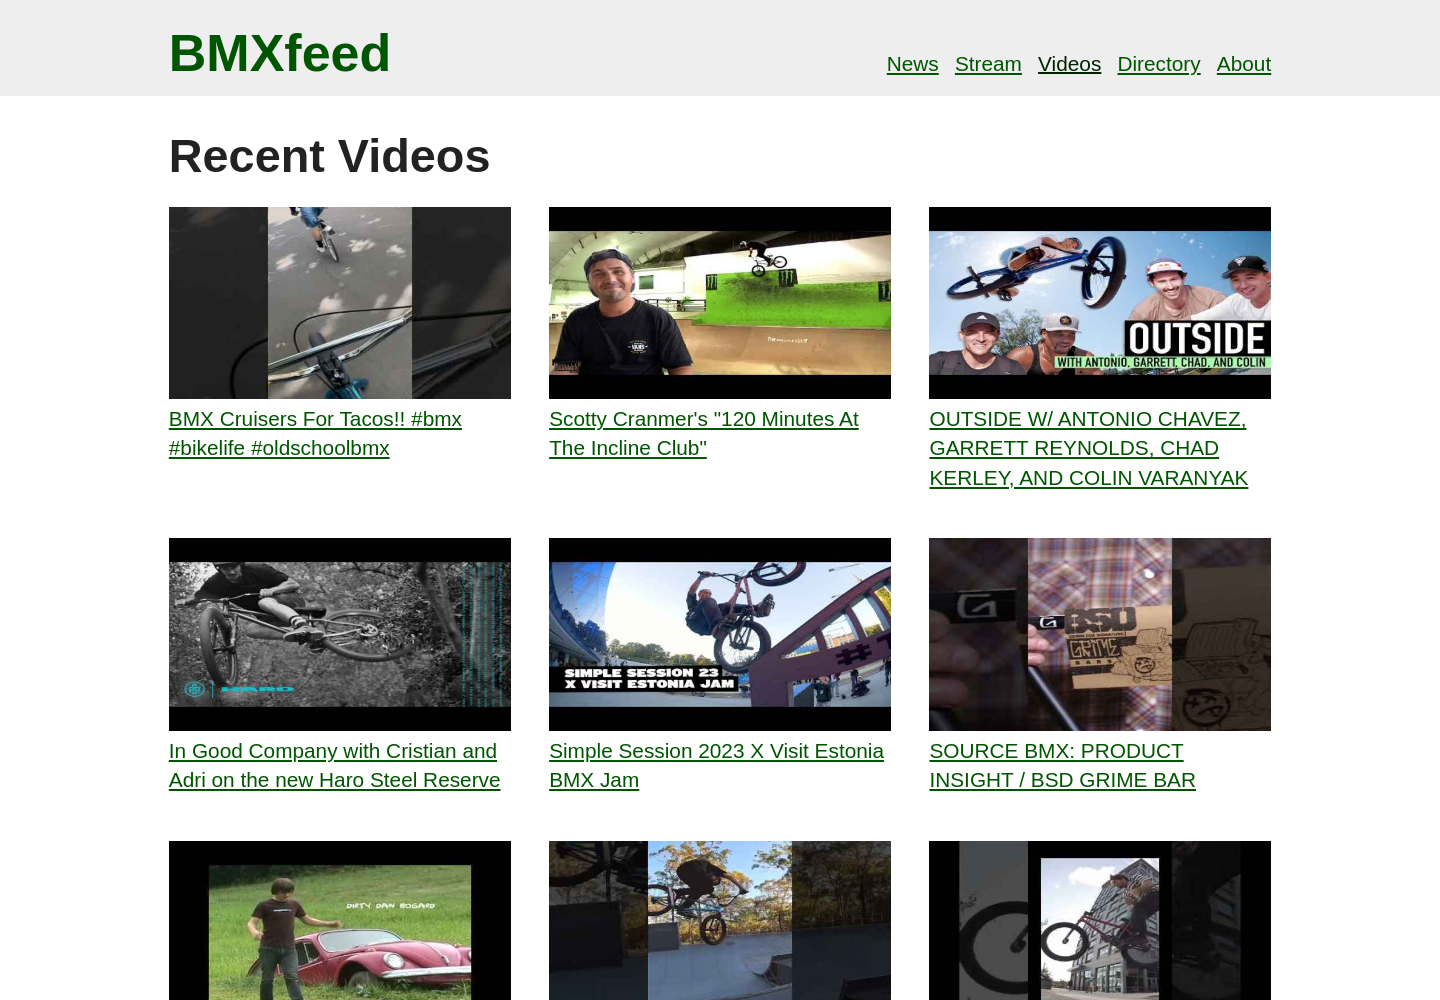 BMXfeed
News Stream Videos Directory About
Recent Videos
OUTSIDE
WITH ANTONIO, GARRETT, CHAD, AND COLIN
BMX Cruisers For Tacos!! #bmx
#bikelife #oldschoolbmx
Scotty Cranmer's "120 Minutes At
The Incline Club"
OUTSIDE W/ ANTONIO CHAVEZ,
GARRETT REYNOLDS, CHAD
KERLEY, AND COLIN VARANYAK
HARO
SIMPLE SESSION 23
X VISIT ESTONIA JAM
BSD
GRIME
In Good Company with Cristian and
Adri on the new Haro Steel Reserve
Simple Session 2023 X Visit Estonia
BMX Jam
SOURCE BMX: PRODUCT
INSIGHT / BSD GRIME BAR
DIRTY DAN BOGARD